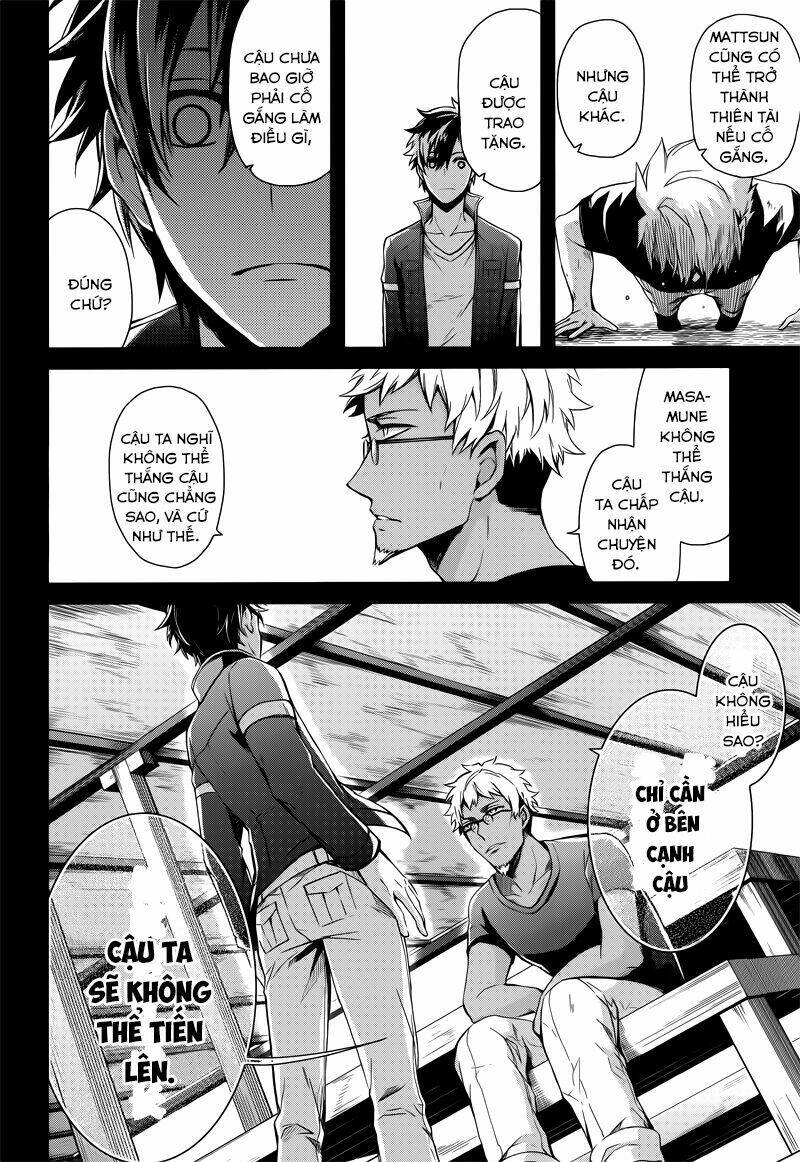 MATTSUN
CŨNG CÓ
THỂ TRỞ
THÀNH
THIÊN TÀI
NẾU CỐ
GẮNG.
NHƯNG
CẬU
KHÁC.
CẬU
ĐƯỢC
TRAO
TẶNG.
CẬU CHƯA
BAO GIỜ
PHẢI CỐ
GẮNG LÀM
ĐIỀU GÌ,
ĐÚNG
CHỨ?
MASA-
MUNE
KHÔNG
THỂ
THẮNG
CẬU.
CẬU
TA CHẤP
NHẬN
CHUYỆN
ĐÓ.
CẬU TA NGHĨ
KHÔNG THỂ
THẮNG CẬU
CŨNG CHẲNG
SAO, VÀ CỨ
NHƯ THẾ.
CẬU
KHÔNG
HIỂU
SAO?
CHỈ CẦN
Ở BÊN
CẠNH
CẬU
CẬU TA
SẼ KHÔNG
THỂ TIẾN
LÊN.